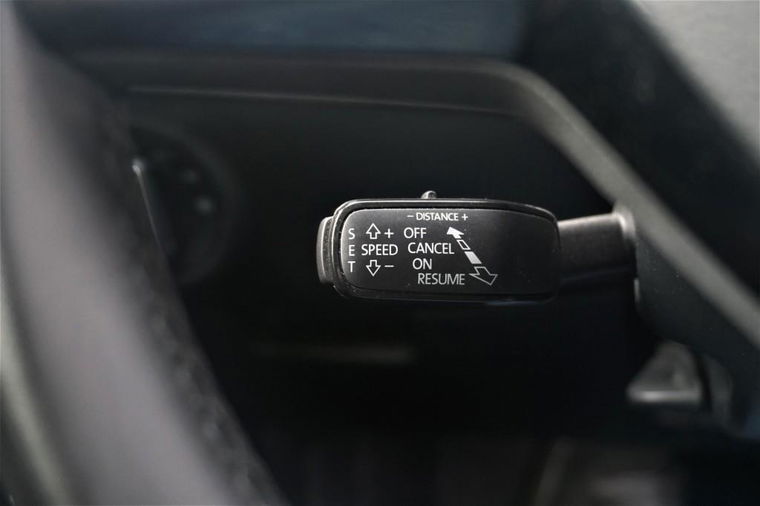 - DISTANCE +
S + OFF
E SPEED CANCEL
T - ON
RESUME